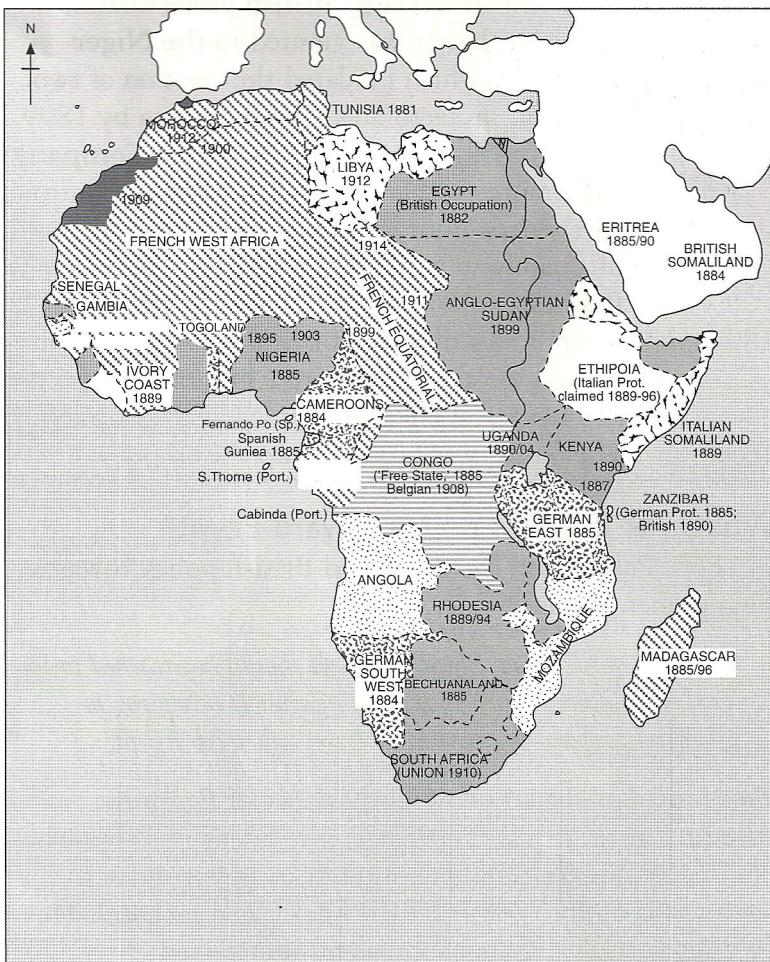 N
TUNISIA 1881
MOROCCO
1912
1900
LIBYA
1912
EGYPT
(British Occupation)
1882
1909
ERITREA
1885/90
BRITISH
SOMALILAND
1884
FRENCH WEST AFRICA
1914
FRENCH EQUATORIAL
1911
ANGLO-EGYPTIAN
SUDAN
1899
SENEGAL
GAMBIA
TOGOLAND
1895
1903
1899
NIGERIA
1885
IVORY
COAST
1889
ETHIPOIA
(Italian Prot.
claimed 1889-96)
CAMEROONS
1884
Fernando Po (Sp.)
Spanish
Guniea 1885
UGANDA
1890/04
KENYA
1890
1887
ITALIAN
SOMALILAND
1889
S.Thorne (Port.)
CONGO
('Free State,' 1885
Belgian 1908)
ZANZIBAR
(German Prot. 1885;
British 1890)
Cabinda (Port.)
GERMAN
EAST 1885
ANGOLA
RHODESIA
1889/94
MOZAMBIQUE
GERMAN
SOUTH
WEST
1884
BECHUANALAND
1885
MADAGASCAR
1885/96
SOUTH AFRICA
(UNION 1910)